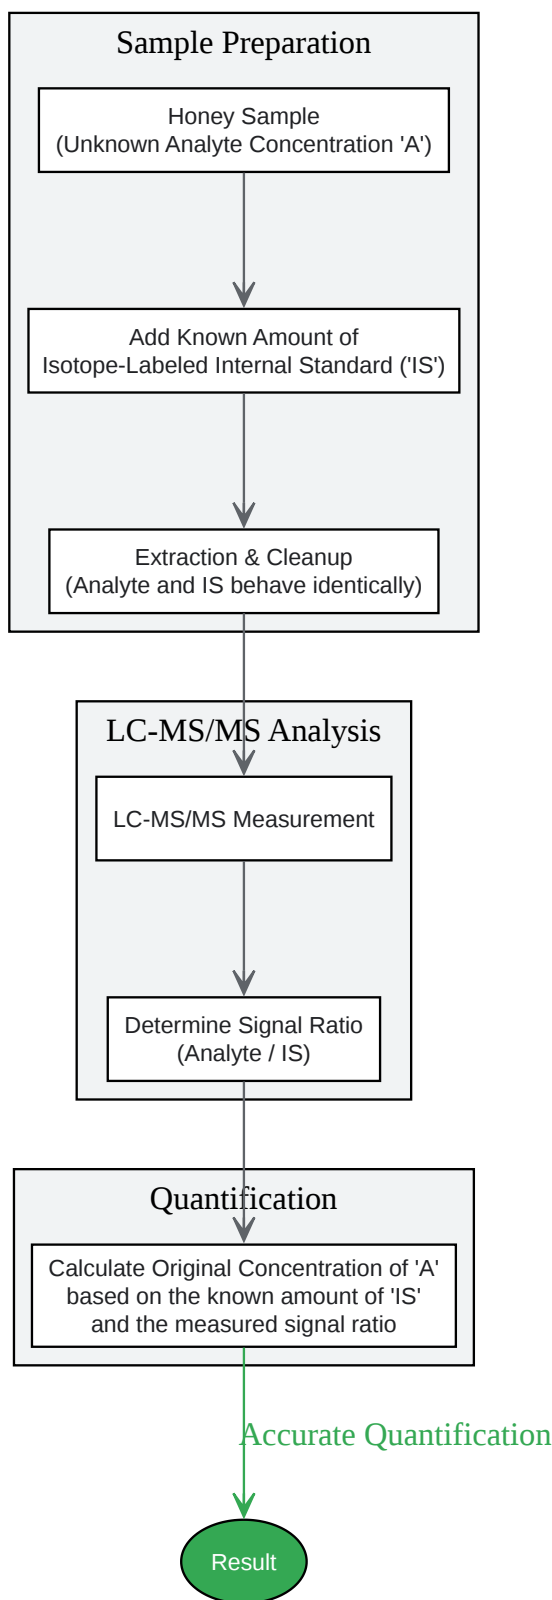 Sample Preparation
Honey Sample
(Unknown Analyte Concentration 'A')
Add Known Amount of
Isotope-Labeled Internal Standard ('IS')
Extraction & Cleanup
(Analyte and IS behave identically)
LC-MS/MS Analysis
LC-MS/MS Measurement
Determine Signal Ratio
(Analyte / IS)
Quantification
Calculate Original Concentration of 'A'
based on the known amount of 'IS'
and the measured signal ratio
Accurate Quantification
Result